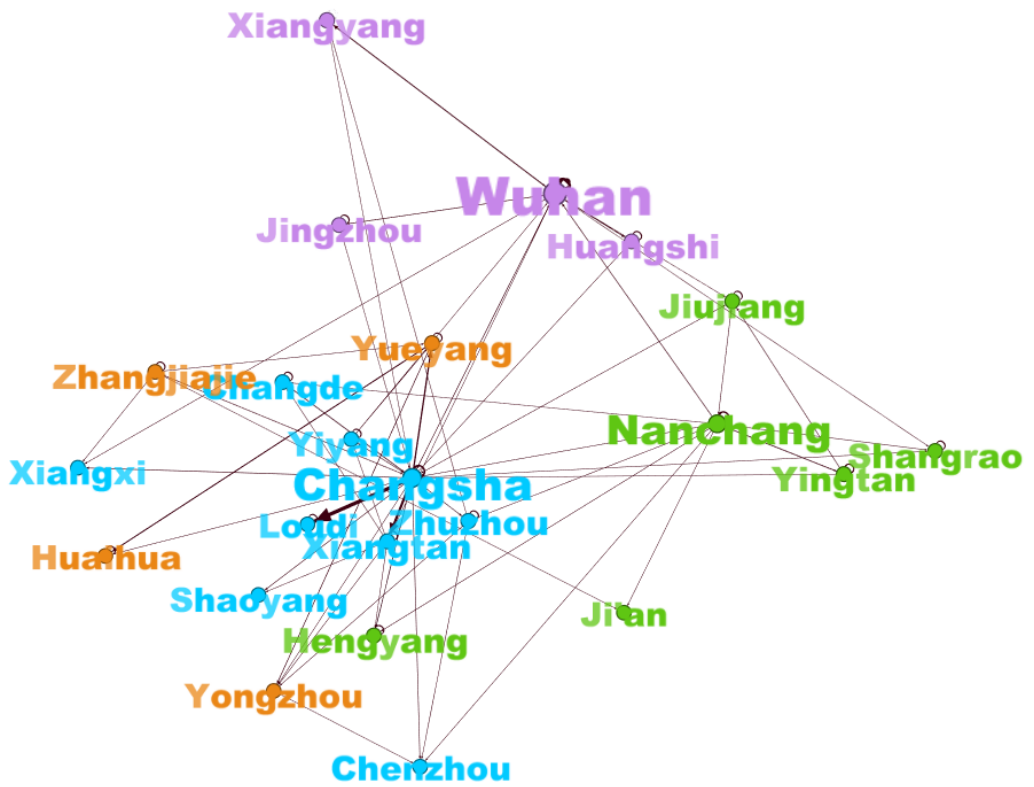 Xiangyang
Wuhan
Jingzhou
Huangshi
Jiujiang
Yueyang
Zhangjiajie
Changde
Nanchang
Yiyang
Shangrao
Xiangxi
Yingtan
Changsha
Loudi
Zhuzhou
Xiangtan
Huaihua
Shaoyang
Ji'an
Hengyang
Yongzhou
Chenzhou